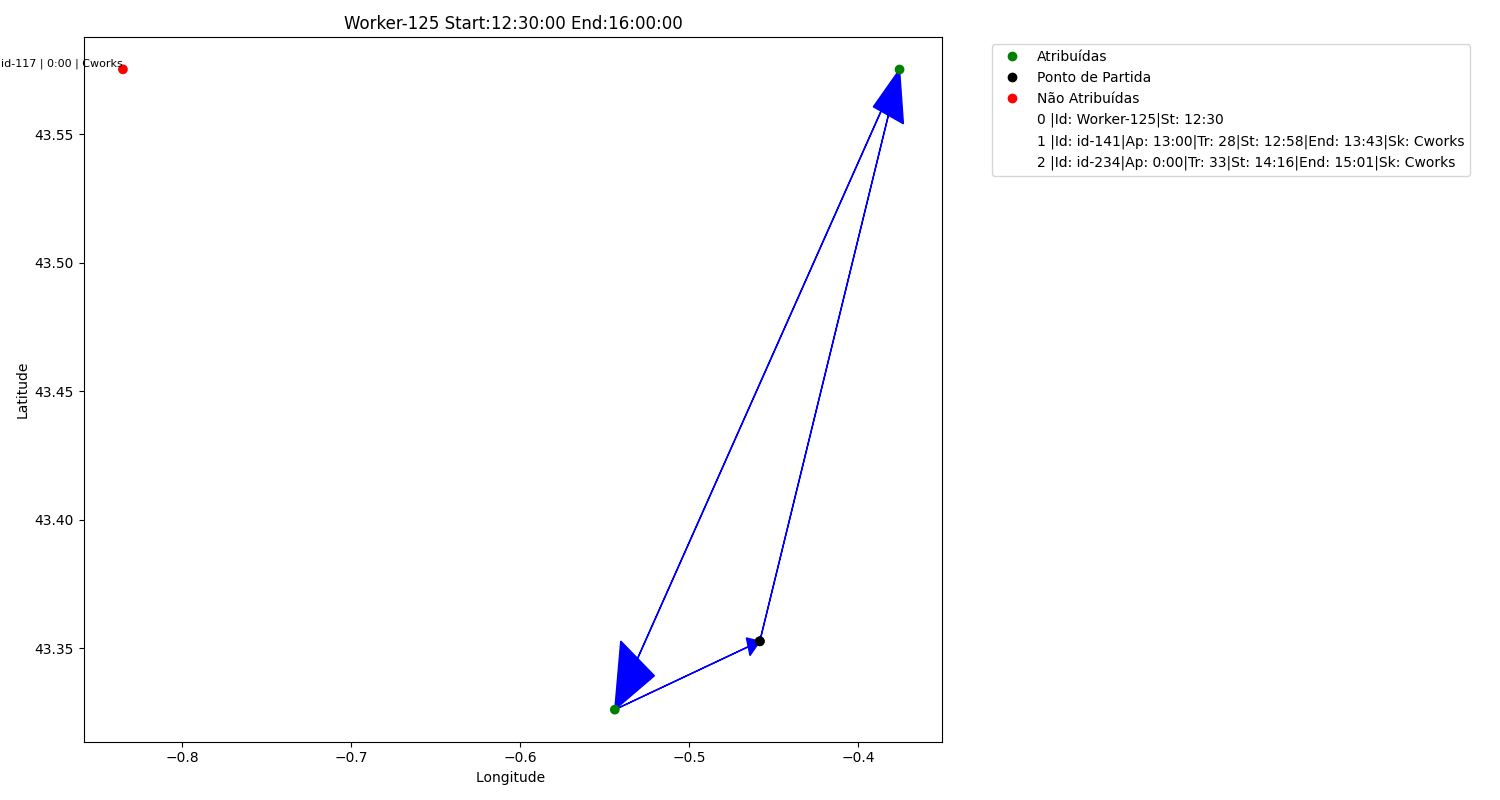 Worker-125 Start:12:30:00 End:16:00:00
id-117 | 0:00 | Cworks
Atribuídas
Ponto de Partida
Não Atribuídas
0 |Id: Worker-125|St: 12:30
1 |Id: id-141|Ap: 13:00|Tr: 28|St: 12:58|End: 13:43|Sk: Cworks
2 |Id: id-234|Ap: 0:00|Tr: 33|St: 14:16|End: 15:01|Sk: Cworks
43.55
43.50
43.45
43.40
43.35
Latitude
−0.8
−0.7
−0.6
−0.5
−0.4
Longitude